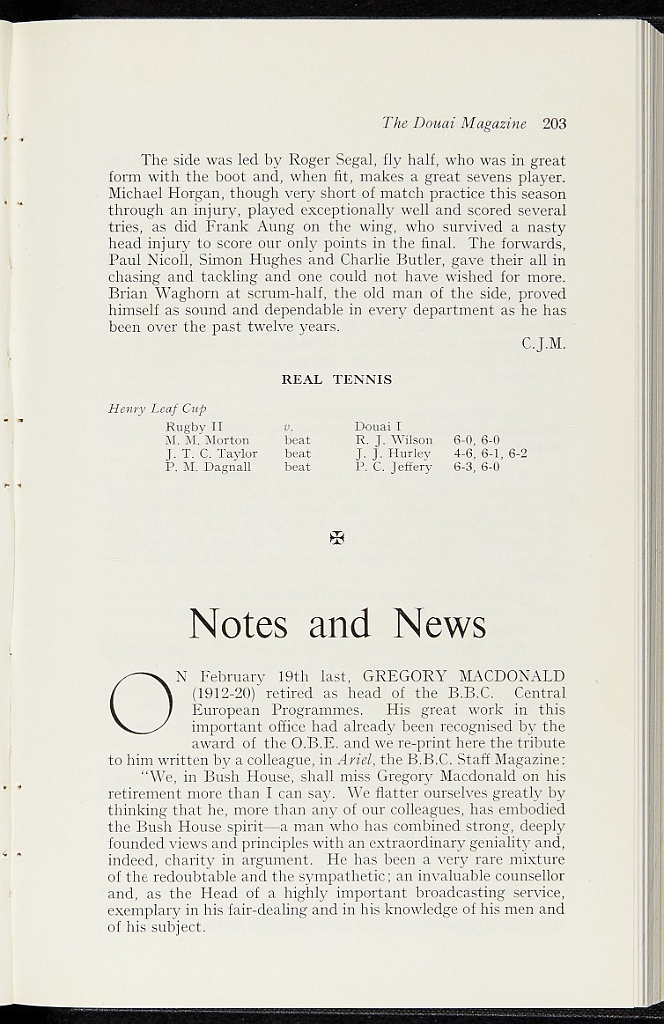 The Douai Magazine 203
The side was led by Roger Segal, fly half, who was in great
form with the boot and, when fit, makes a great sevens player.
Michael Horgan, though very short of match practice this season
through an injury, played exceptionally well and scored several
tries, as did Frank Aung on the wing, who survived a nasty
head injury to score our only points in the final. The forwards,
Paul Nicoll, Simon Hughes and Charlie Butler, gave their all in
chasing and tackling and one could not have wished for more.
Brian Waghorn at scrum-half, the old man of the side, proved
himself as sound and dependable in every department as he has
been over the past twelve years.
C.J.M.
REAL TENNIS
Henry Leaf Cup
Rugby II v. Douai I
M. M. Morton beat R. J. Wilson 6-0, 6-0
J. T. C. Taylor beat J. J. Hurley 4-6, 6-1, 6-2
P. M. Dagnall beat P. C. Jeffery 6-3, 6-0
Notes and News
ON February 19th last, GREGORY MACDONALD
(1912-20) retired as head of the B.B.C. Central
European Programmes. His great work in this
important office had already been recognised by the
award of the O.B.E. and we re-print here the tribute
to him written by a colleague, in Ariel, the B.B.C. Staff Magazine:
"We, in Bush House, shall miss Gregory Macdonald on his
retirement more than I can say. We flatter ourselves greatly by
thinking that he, more than any of our colleagues, has embodied
the Bush House spirit—a man who has combined strong, deeply
founded views and principles with an extraordinary geniality and,
indeed, charity in argument. He has been a very rare mixture
of the redoubtable and the sympathetic; an invaluable counsellor
and, as the Head of a highly important broadcasting service,
exemplary in his fair-dealing and in his knowledge of his men and
of his subject.